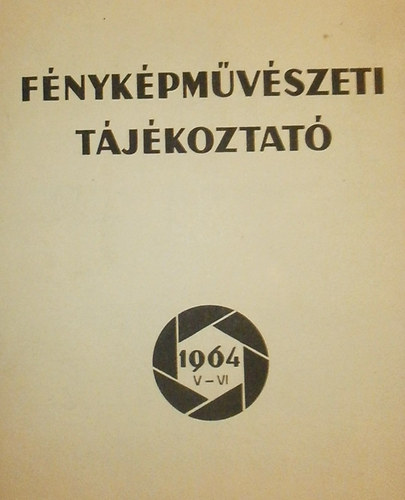 FÉNYKÉPMŰVÉSZETI
TÁJÉKOZTATÓ
1964
V-VI